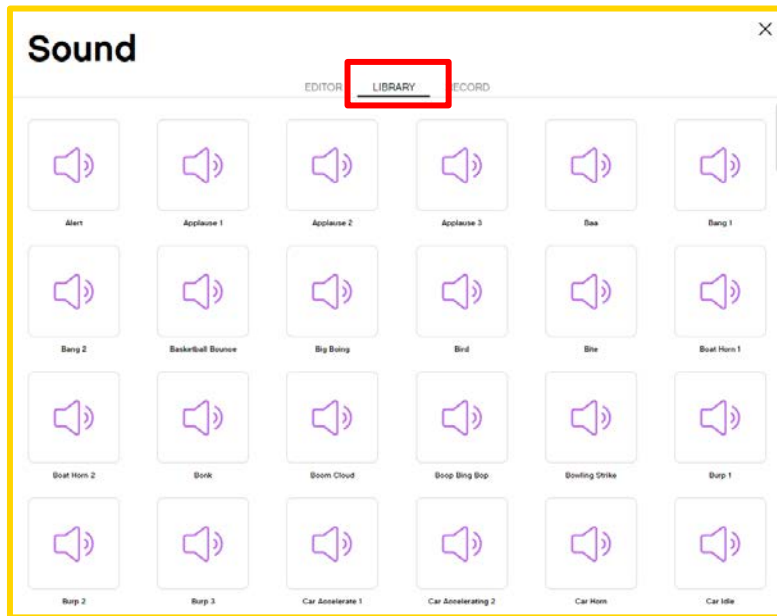 Sound
EDITOR LIBRARY RECORD
Alert Applause 1 Applause 2 Applause 3 Baa Bang 1
Bang 2 Basketball Bounce Big Boing Bird Bite Boat Horn 1
Boat Horn 2 Bonk Boom Cloud Boop Bing Bop Bowling Strike Burp 1
Burp 2 Burp 3 Car Accelerate 1 Car Accelerating 2 Car Horn Car Idle